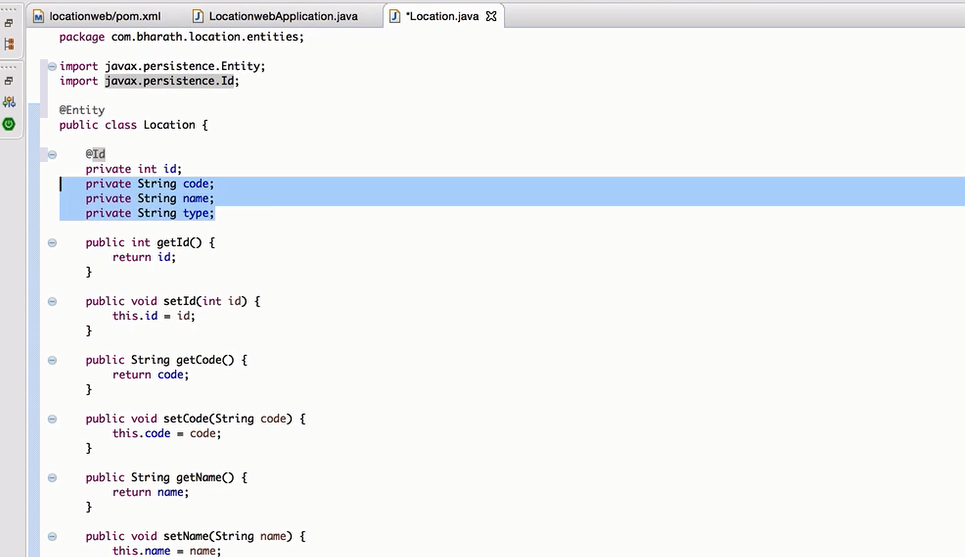 locationweb/pom.xml LocationwebApplication.java *Location.java
package com.bharath.location.entities;
import javax.persistence.Entity;
import javax.persistence.Id;
@Entity
public class Location {
@Id
private int id;
private String code;
private String name;
private String type;
public int getId() {
return id;
}
public void setId(int id) {
this.id = id;
}
public String getCode() {
return code;
}
public void setCode(String code) {
this.code = code;
}
public String getName() {
return name;
}
public void setName(String name) {
this.name = name;